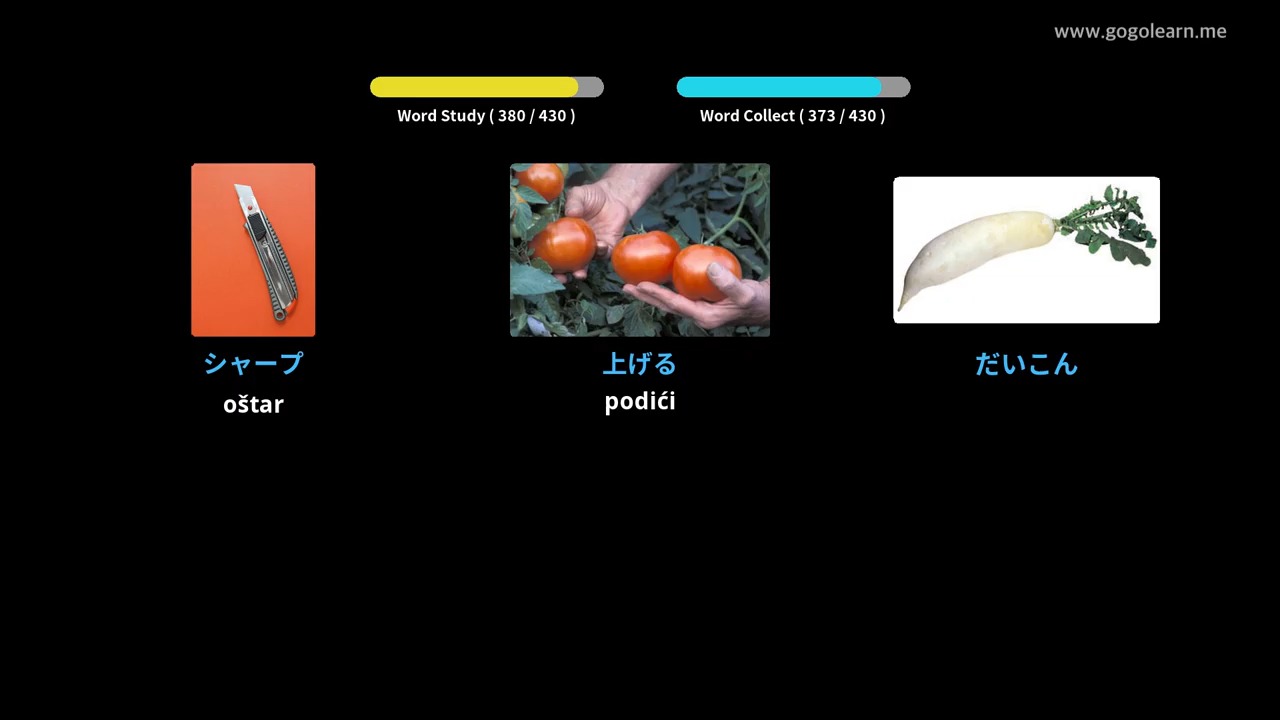 www.gogolearn.me
Word Study ( 380 / 430 )
Word Collect ( 373 / 430 )
シャープ
上げる
だいこん
oštar
podići